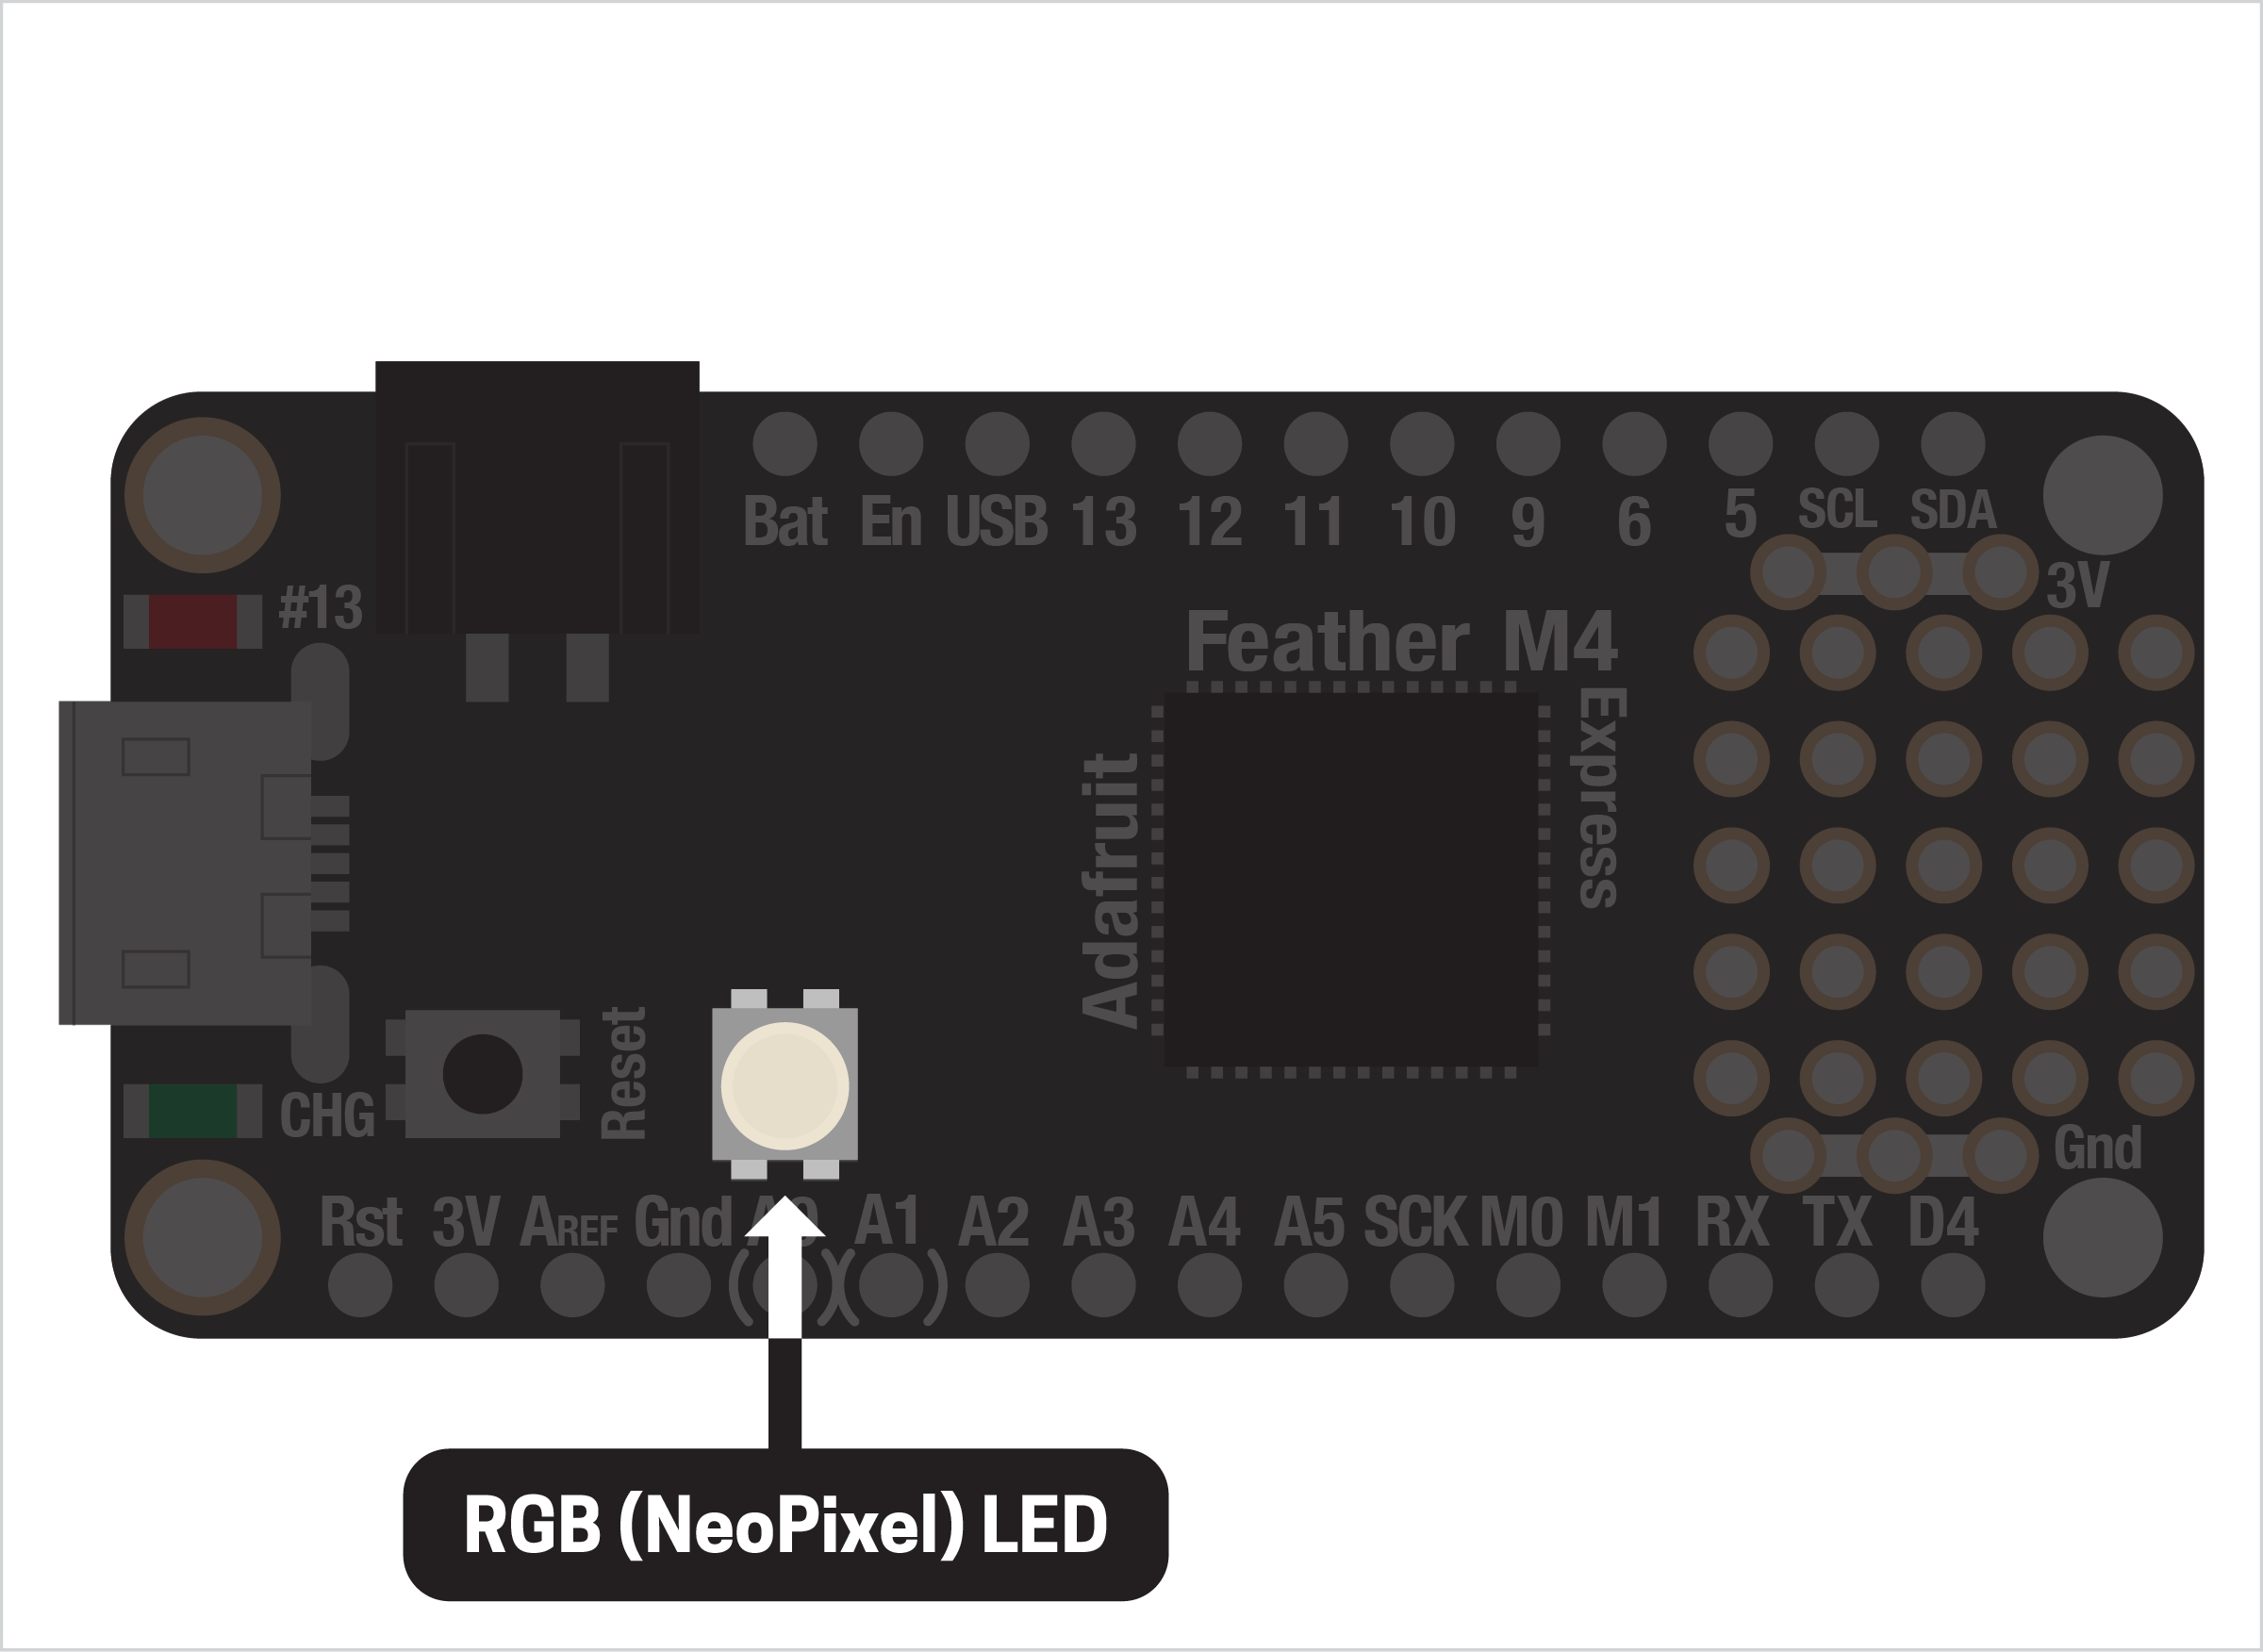 Bat En USB 13 12 11 10 9 6 5 SCL SDA
#13
3V
Feather M4
Express
Adafruit
Reset
CHG
Gnd
Rst 3V AREF Gnd A0 A1 A2 A3 A4 A5 SCK M0 M1 RX TX D4
RGB (NeoPixel) LED